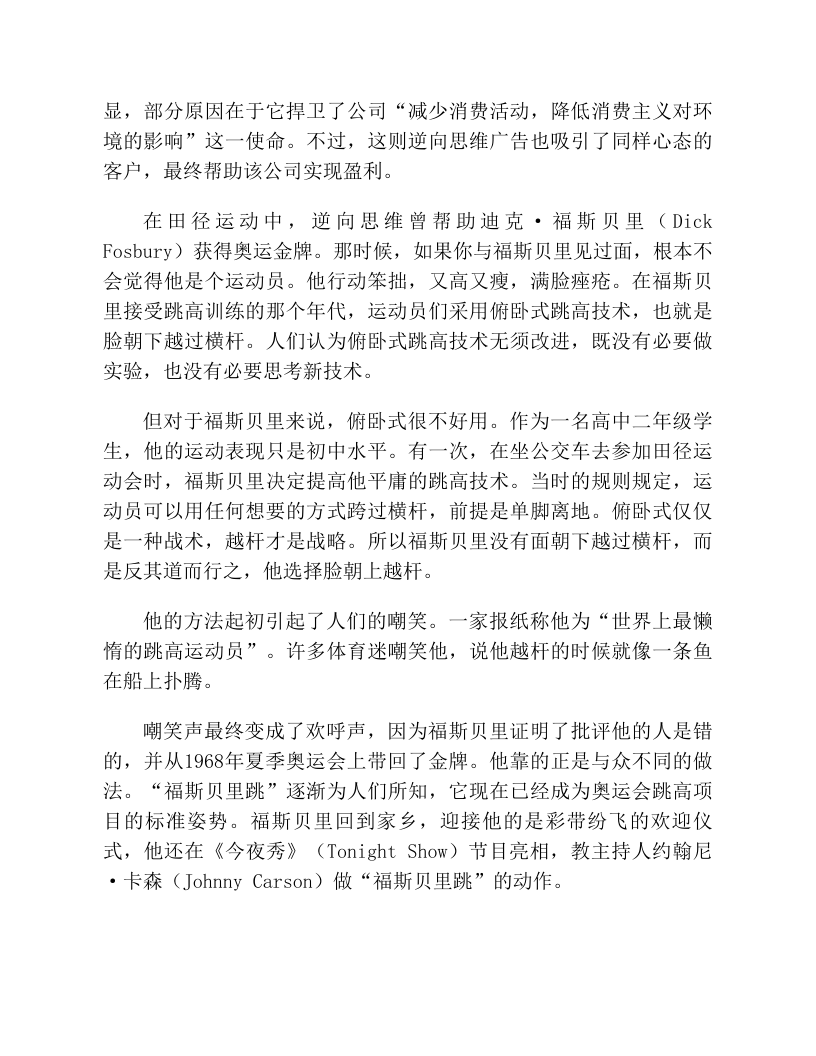 显，部分原因在于它捍卫了公司“减少消费活动，降低消费主义对环
境的影响”这一使命。不过，这则逆向思维广告也吸引了同样心态的
客户，最终帮助该公司实现盈利。
在田径运动中，逆向思维曾帮助迪克·福斯贝里（Dick
Fosbury）获得奥运金牌。那时候，如果你与福斯贝里见过面，根本不
会觉得他是个运动员。他行动笨拙，又高又瘦，满脸痤疮。在福斯贝
里接受跳高训练的那个年代，运动员们采用俯卧式跳高技术，也就是
脸朝下越过横杆。人们认为俯卧式跳高技术无须改进，既没有必要做
实验，也没有必要思考新技术。
但对于福斯贝里来说，俯卧式很不好用。作为一名高中二年级学
生，他的运动表现只是初中水平。有一次，在坐公交车去参加田径运
动会时，福斯贝里决定提高他平庸的跳高技术。当时的规则规定，运
动员可以用任何想要的方式跨过横杆，前提是单脚离地。俯卧式仅仅
是一种战术，越杆才是战略。所以福斯贝里没有面朝下越过横杆，而
是反其道而行之，他选择脸朝上越杆。
他的方法起初引起了人们的嘲笑。一家报纸称他为“世界上最懒
惰的跳高运动员”。许多体育迷嘲笑他，说他越杆的时候就像一条鱼
在船上扑腾。
嘲笑声最终变成了欢呼声，因为福斯贝里证明了批评他的人是错
的，并从1968年夏季奥运会上带回了金牌。他靠的正是与众不同的做
法。“福斯贝里跳”逐渐为人们所知，它现在已经成为奥运会跳高项
目的标准姿势。福斯贝里回到家乡，迎接他的是彩带纷飞的欢迎仪
式，他还在《今夜秀》（Tonight Show）节目亮相，教主持人约翰尼
·卡森（Johnny Carson）做“福斯贝里跳”的动作。